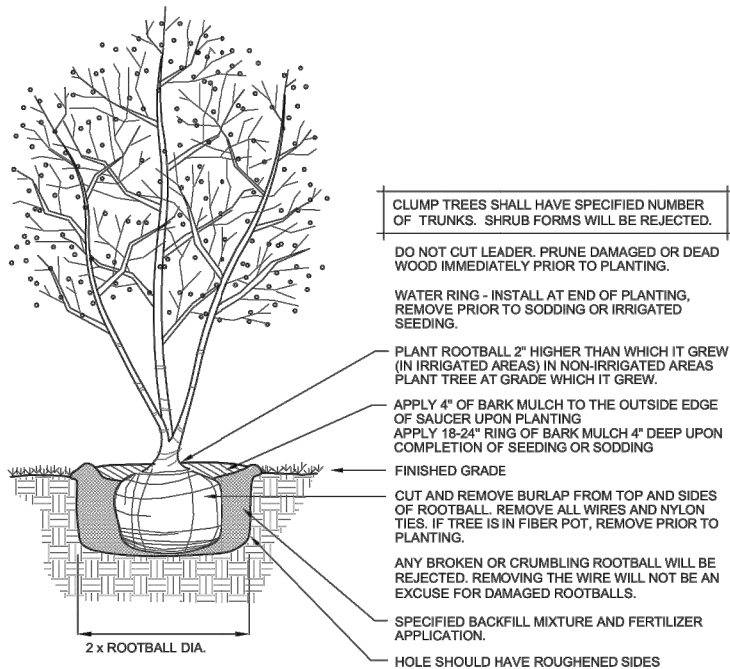 CLUMP TREES SHALL HAVE SPECIFIED NUMBER
OF TRUNKS. SHRUB FORMS WILL BE REJECTED.
DO NOT CUT LEADER. PRUNE DAMAGED OR DEAD
WOOD IMMEDIATELY PRIOR TO PLANTING.
WATER RING - INSTALL AT END OF PLANTING,
REMOVE PRIOR TO SODDING OR IRRIGATED
SEEDING.
PLANT ROOTBALL 2" HIGHER THAN WHICH IT GREW
(IN IRRIGATED AREAS) IN NON-IRRIGATED AREAS
PLANT TREE AT GRADE WHICH IT GREW.
APPLY 4" OF BARK MULCH TO THE OUTSIDE EDGE
OF SAUCER UPON PLANTING
APPLY 18-24" RING OF BARK MULCH 4" DEEP UPON
COMPLETION OF SEEDING OR SODDING
FINISHED GRADE
CUT AND REMOVE BURLAP FROM TOP AND SIDES
OF ROOTBALL. REMOVE ALL WIRES AND NYLON
TIES. IF TREE IS IN FIBER POT, REMOVE PRIOR TO
PLANTING.
ANY BROKEN OR CRUMBLING ROOTBALL WILL BE
REJECTED. REMOVING THE WIRE WILL NOT BE AN
EXCUSE FOR DAMAGED ROOTBALLS.
SPECIFIED BACKFILL MIXTURE AND FERTILIZER
APPLICATION.
2 x ROOTBALL DIA.
HOLE SHOULD HAVE ROUGHENED SIDES